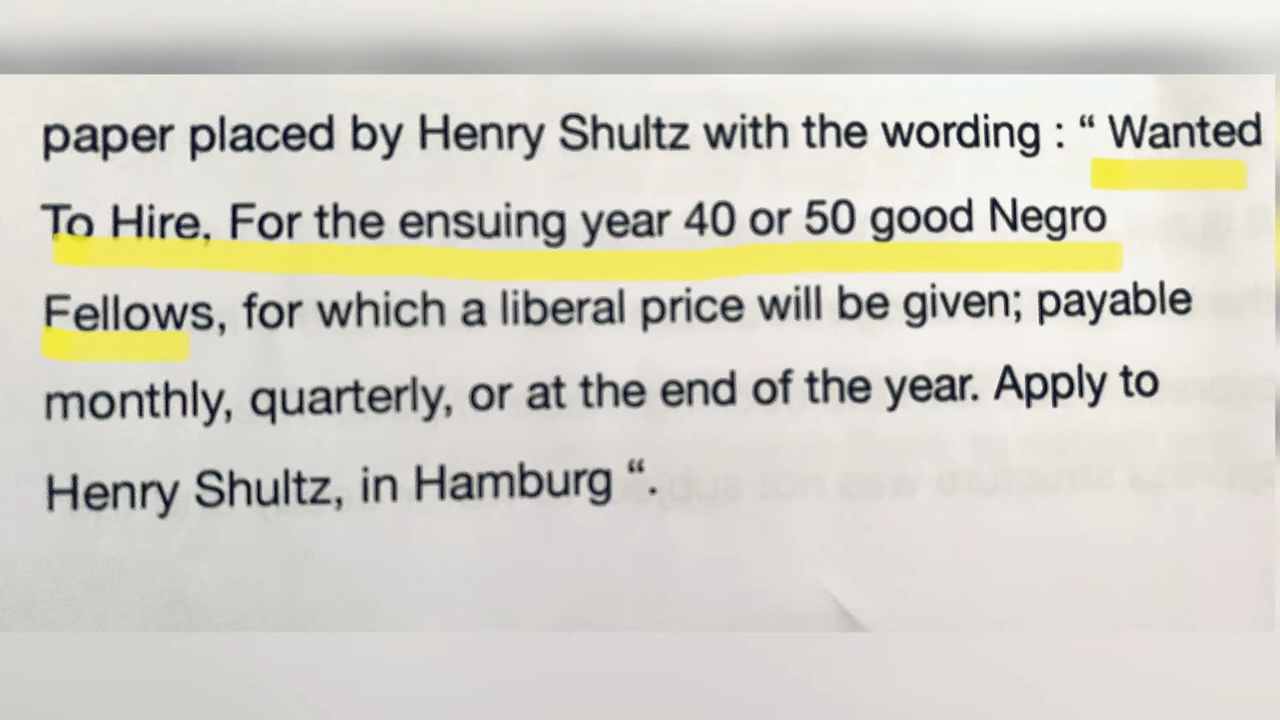 paper placed by Henry Shultz with the wording : “ Wanted
To Hire, For the ensuing year 40 or 50 good Negro
Fellows, for which a liberal price will be given; payable
monthly, quarterly, or at the end of the year. Apply to
Henry Shultz, in Hamburg “.